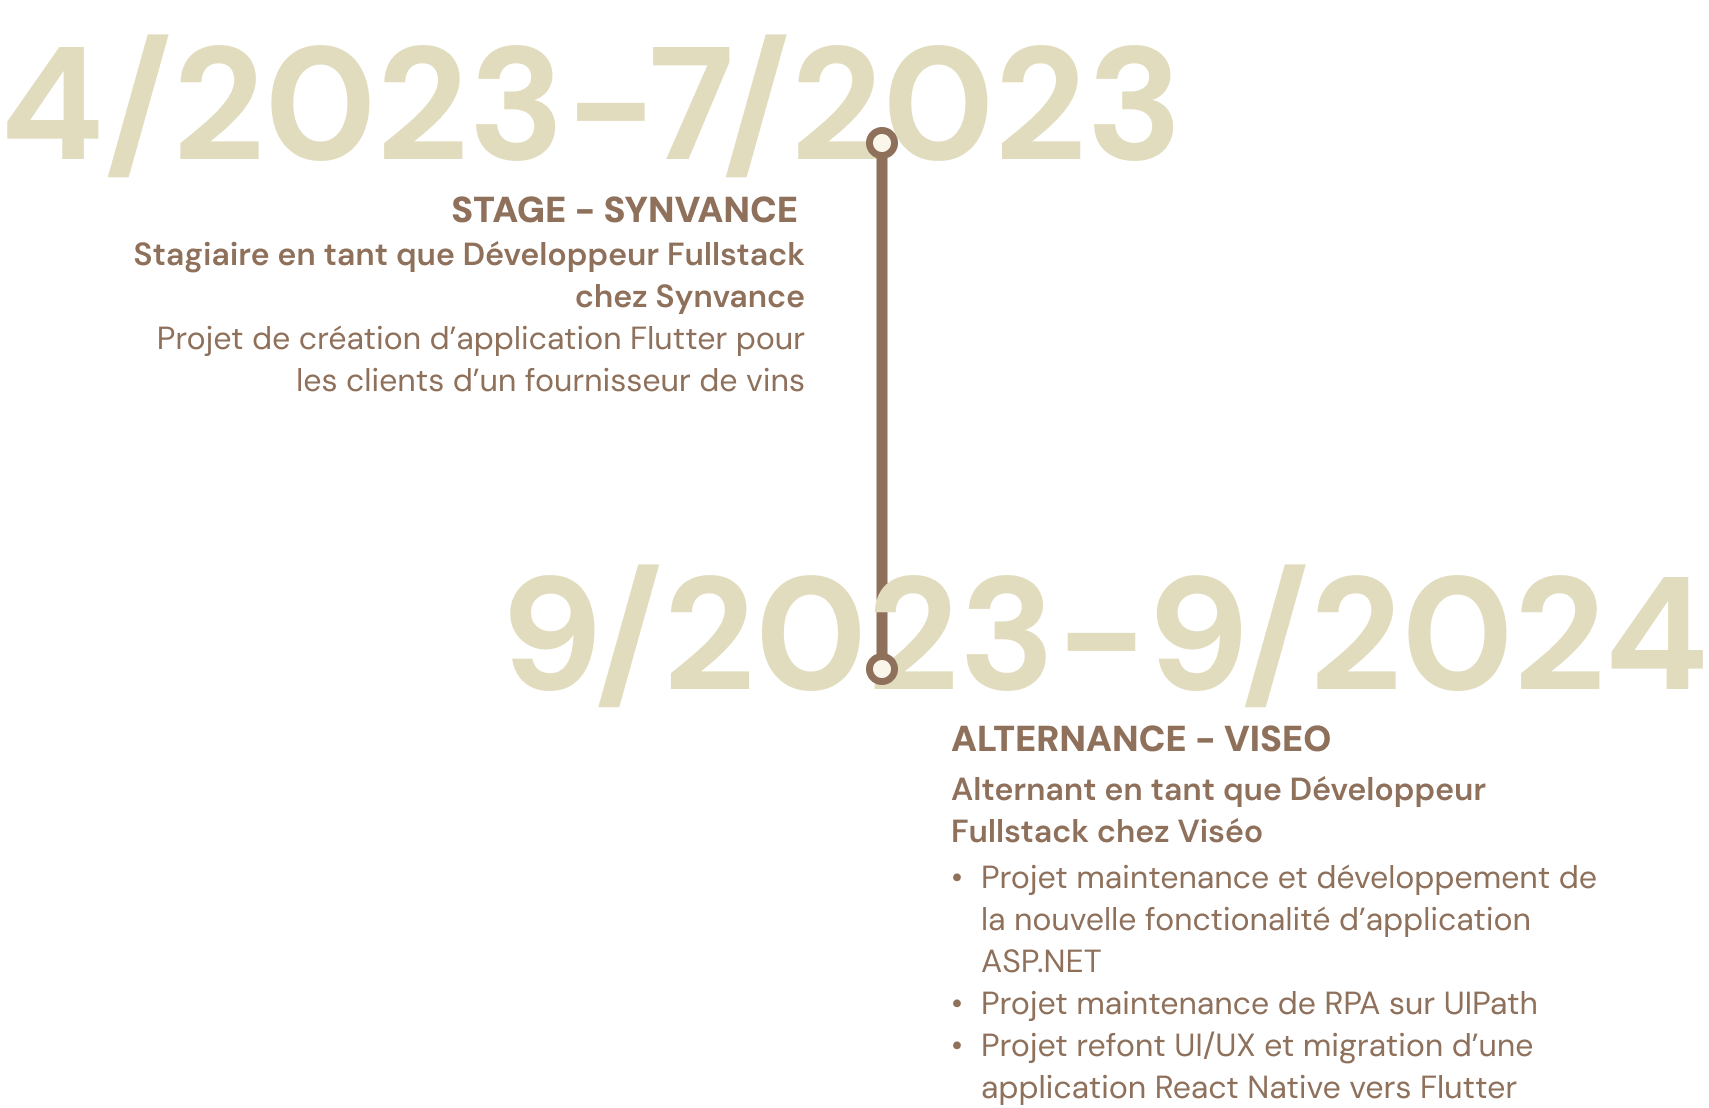 4/2023-7/2023
STAGE - SYNVANCE
Stagiaire en tant que Développeur Fullstack
chez Synvance
Projet de création d’application Flutter pour
les clients d’un fournisseur de vins
9/2023-9/2024
ALTERNANCE - VISEO
Alternant en tant que Développeur
Fullstack chez Viséo
• Projet maintenance et développement de
la nouvelle fonctionalité d’application
ASP.NET
• Projet maintenance de RPA sur UIPath
• Projet refont UI/UX et migration d’une
application React Native vers Flutter